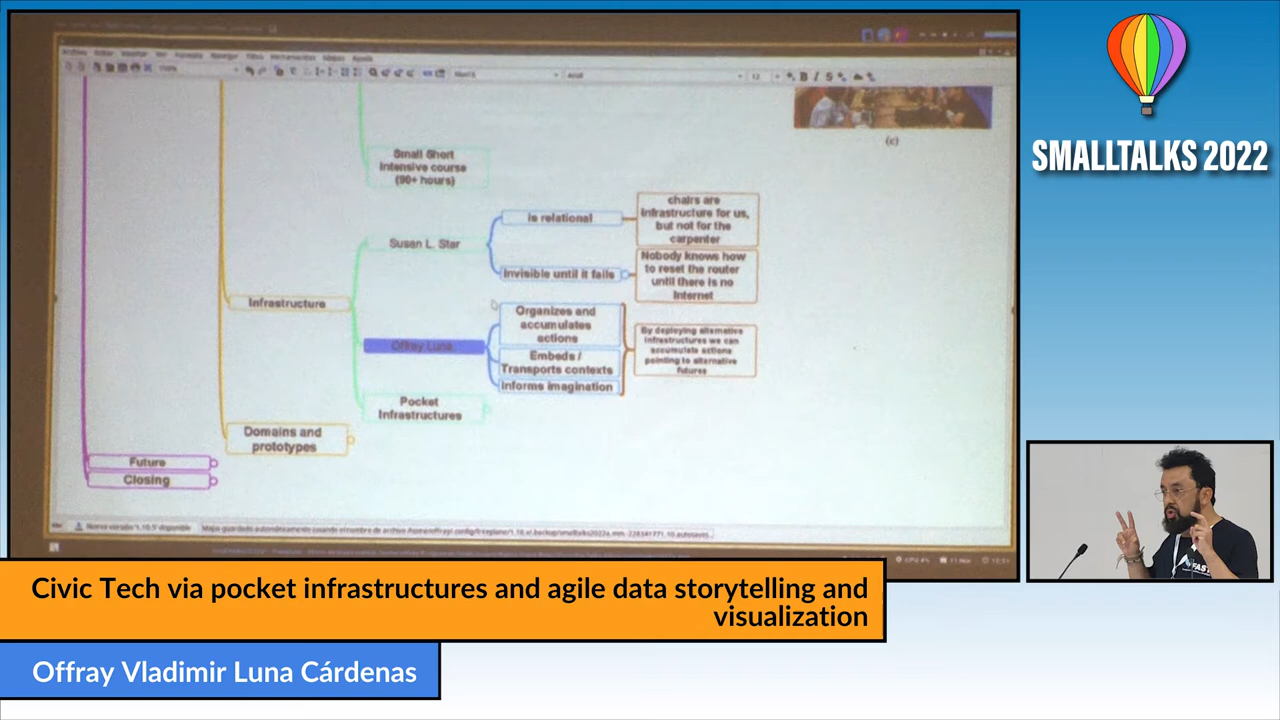 (c)
Small Short
Intensive course
(90+ hours)
chairs are
infrastructure for us,
but not for the
carpenter
is relational
Susan L. Star
Invisible until it fails
Nobody knows how
to reset the router
until there is no
Internet
Infrastructure
Organizes and
accumulates
actions
Offray Luna
By deploying alternative
infrastructures we can
accumulate actions
pointing to alternative
futures
Embeds /
Transports contexts
informs imagination
Pocket
Infrastructures
Domains and
prototypes
Future
Closing
SMALLTALKS 2022
FAST
Civic Tech via pocket infrastructures and agile data storytelling and
visualization
Offray Vladimir Luna Cárdenas